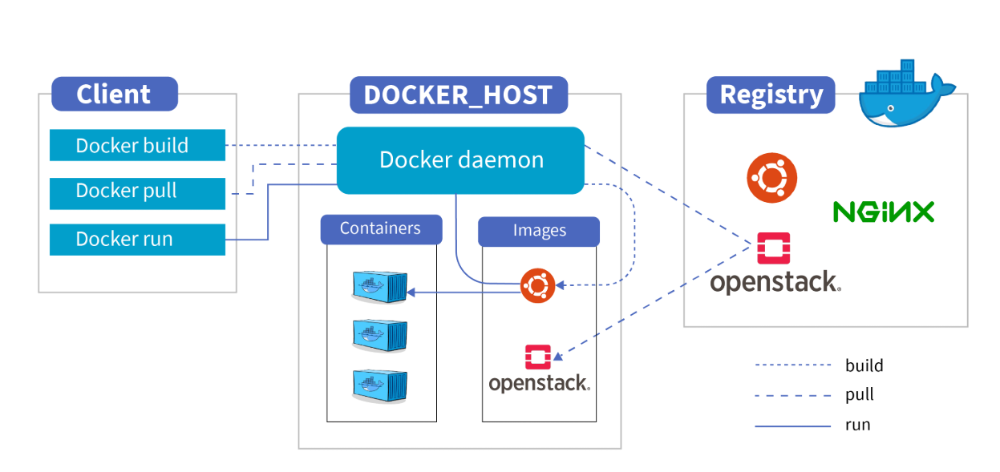 Client
Docker build
Docker pull
Docker run
DOCKER_HOST
Docker daemon
Containers
Images
openstack.
Registry
NGINX
openstack.
build
pull
run